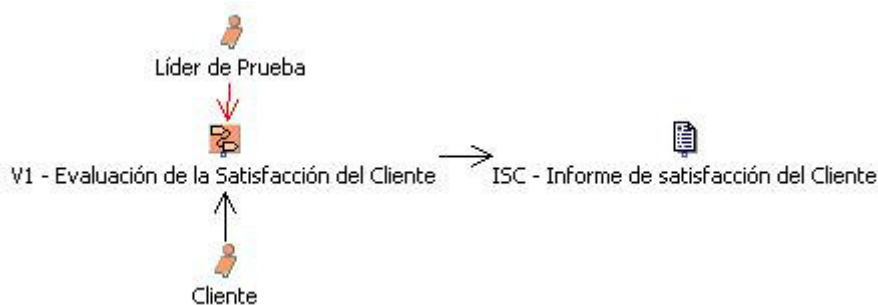 Líder de Prueba
V1 - Evaluación de la Satisfacción del Cliente
ISC - Informe de satisfacción del Cliente
Cliente